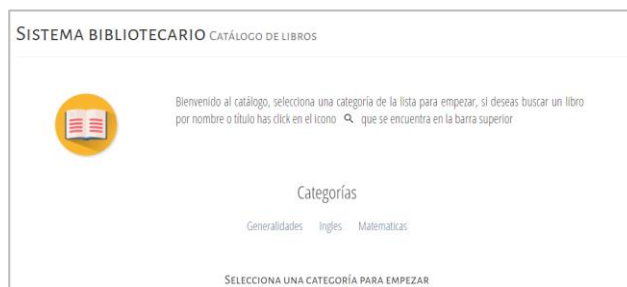 SISTEMA BIBLIOTECARIO CATÁLOGO DE LIBROS
Bienvenido al catálogo, selecciona una categoría de la lista para empezar, si deseas buscar un libro
por nombre o título has click en el icono que se encuentra en la barra superior
Categorías
Generalidades Ingles Matematicas
SELECCIONA UNA CATEGORÍA PARA EMPEZAR